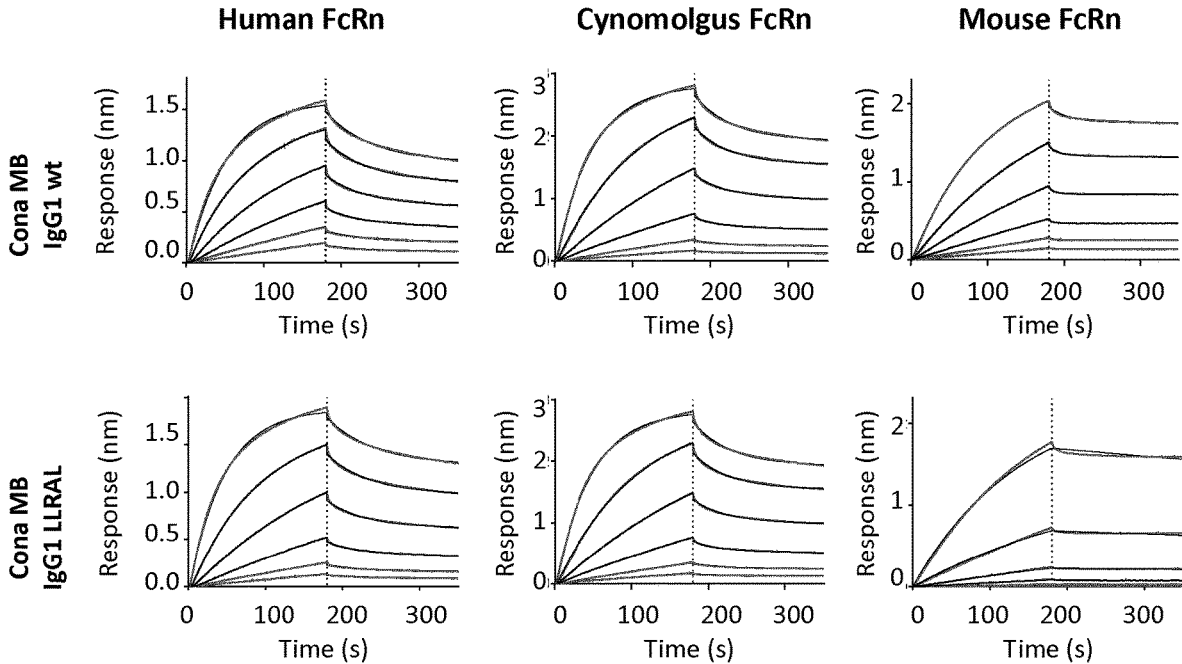 Human FcRn
Cynomolgus FcRn
Mouse FcRn
Cona MB
IgG1 wt
Response (nm)
1.5
1.0
0.5
0.0
0 100 200 300
Time (s)
Response (nm)
3
2
1
0
0 100 200 300
Time (s)
Response (nm)
2
1
0
0 100 200 300
Time (s)
Cona MB
IgG1 LLRAL
Response (nm)
1.5
1.0
0.5
0.0
0 100 200 300
Time (s)
Response (nm)
3
2
1
0
0 100 200 300
Time (s)
Response (nm)
2
1
0
0 100 200 300
Time (s)